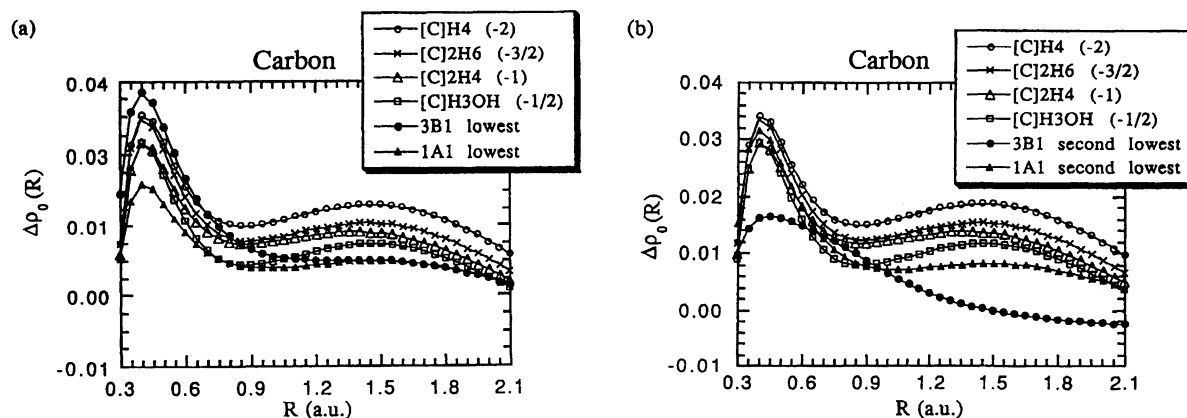 (a)
Carbon
[C]H4 (-2)
[C]2H6 (-3/2)
[C]2H4 (-1)
[C]H3OH (-1/2)
3B1 lowest
1A1 lowest
Δρ0(R)
0.04
0.03
0.01
0.00
-0.01
0.3 0.6 0.9 1.2 1.5 1.8 2.1
R (a.u.)
(b)
Carbon
[C]H4 (-2)
[C]2H6 (-3/2)
[C]2H4 (-1)
[C]H3OH (-1/2)
3B1 second lowest
1A1 second lowest
Δρ0(R)
0.04
0.03
0.01
0.00
-0.01
0.3 0.6 0.9 1.2 1.5 1.8 2.1
R (a.u.)